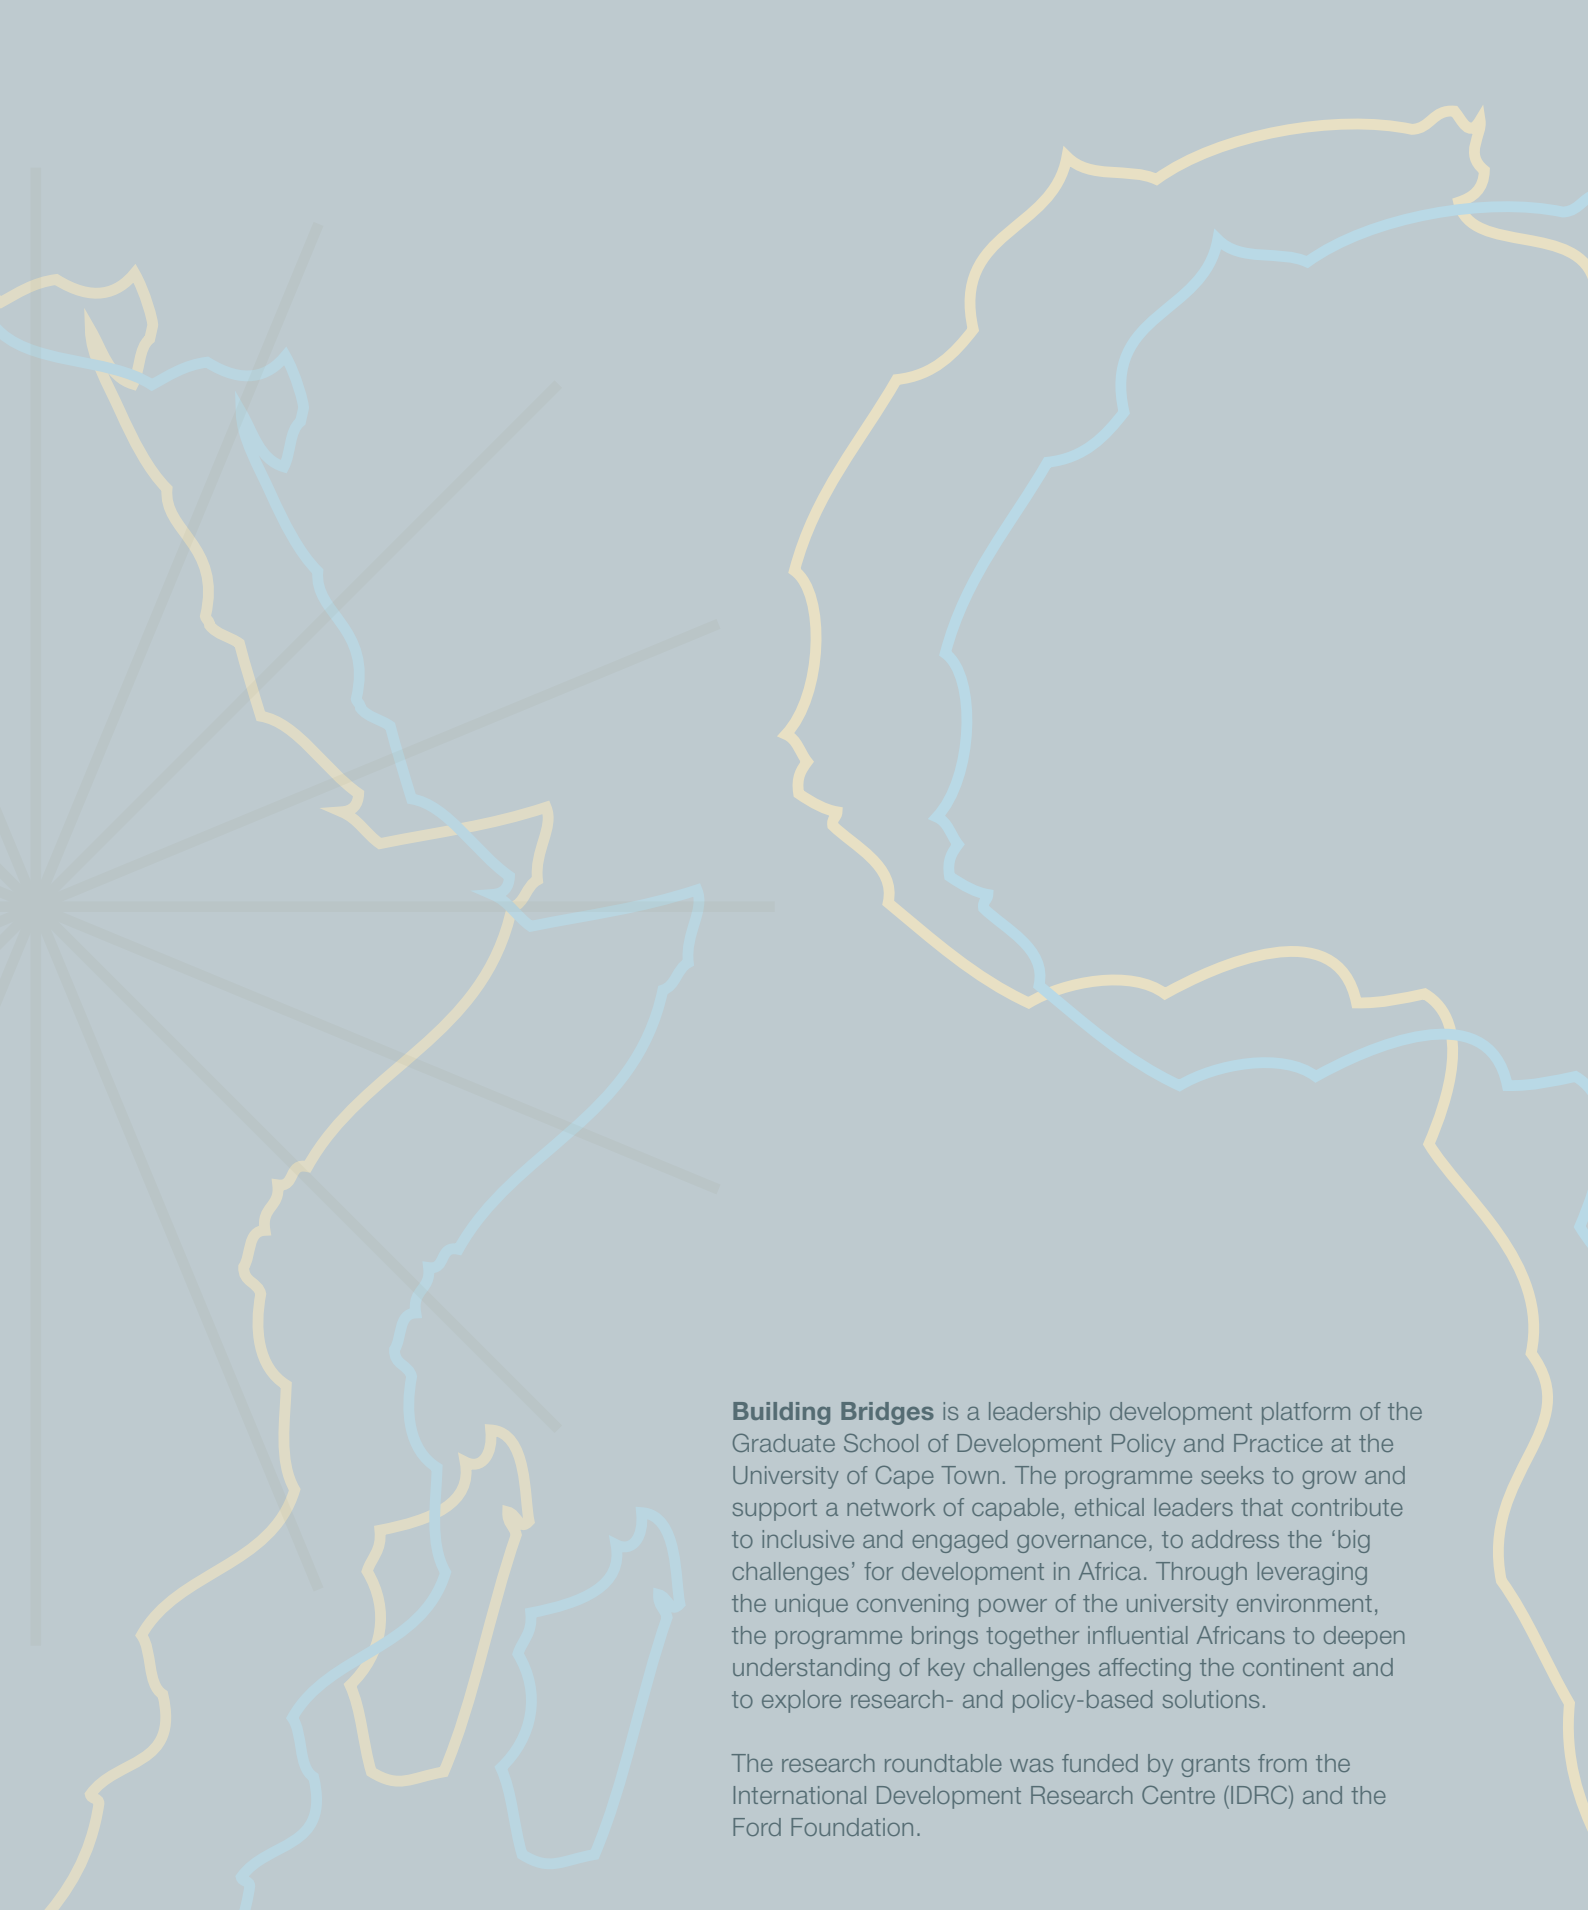 Building Bridges is a leadership development platform of the
Graduate School of Development Policy and Practice at the
University of Cape Town. The programme seeks to grow and
support a network of capable, ethical leaders that contribute
to inclusive and engaged governance, to address the ‘big
challenges’ for development in Africa. Through leveraging
the unique convening power of the university environment,
the programme brings together influential Africans to deepen
understanding of key challenges affecting the continent and
to explore research- and policy-based solutions.
The research roundtable was funded by grants from the
International Development Research Centre (IDRC) and the
Ford Foundation.